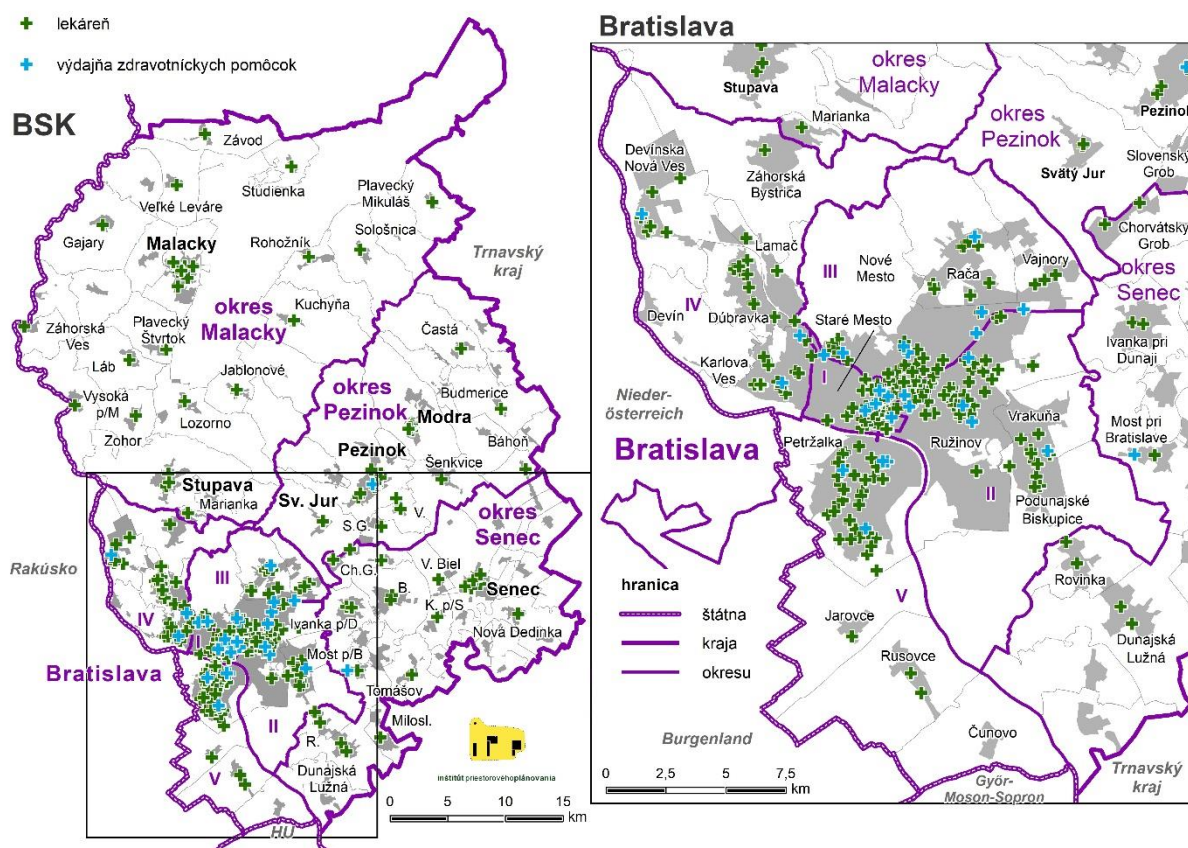 lekáreň
výdajňa zdravotníckych pomôcok
BSK
Závod
Studienka
Plavecký
Mikuláš
Veľké Leváre
Gajary
Malacky
Rohožník
Sološnica
Trnavský
kraj
okres
Malacky
Kuchyňa
Záhorská
Ves
Plavecký
Štvrtok
Láb
Jablonové
Častá
okres
Pezinok
Budmerice
Modra
Vysoká
p/M
Zohor
Lozorno
Báhoň
Pezinok
Šenkvice
Stupava
Marianka
Sv. Jur
S.G.
V.
okres
Senec
Rakúsko
Ch.G.
V. Biel
B.
Senec
K. p/S
III
IV
I
Ivanka p/D
Nová Dedinka
Bratislava
Most p/B
Tomášov
II
Milosl.
R.
V
Dunajská
Lužná
HU
inštitút priestorovéhoplánovania
0 5 10 15
km
Bratislava
okres
Malacky
Stupava
Marianka
okres
Pezinok
Pezinok
Devínska
Nová Ves
Záhorská
Bystrica
Svätý Jur
Slovenský
Grob
Chorvátsky
Grob
okres
Senec
Lamač
III
Nové
Mesto
Rača
Vajnory
IV
Devín
Dúbravka
Staré Mesto
Ivanka pri
Dunaji
Karlova
Ves
I
Nieder-
österreich
Vrakuňa
Most pri
Bratislave
Bratislava
Petržalka
Ružinov
II
Podunajské
Biskupice
hranica
štátna
kraja
okresu
V
Rovinka
Jarovce
Dunajská
Lužná
Rusovce
Burgenland
Čunovo
Győr-
Moson-Sopron
Trnavský
kraj
0 2,5 5 7,5
km